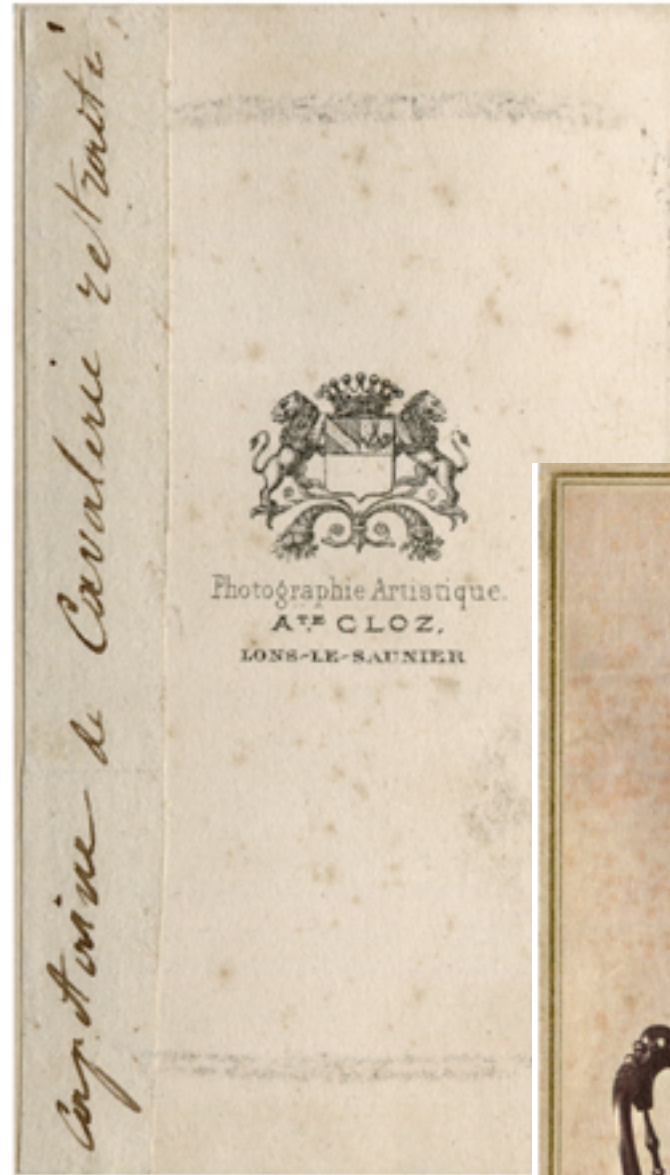 capitaine de Cavalerie retraité
Photographie Artistique.
ATE CLOZ,
LONS-LE-SAUNIER